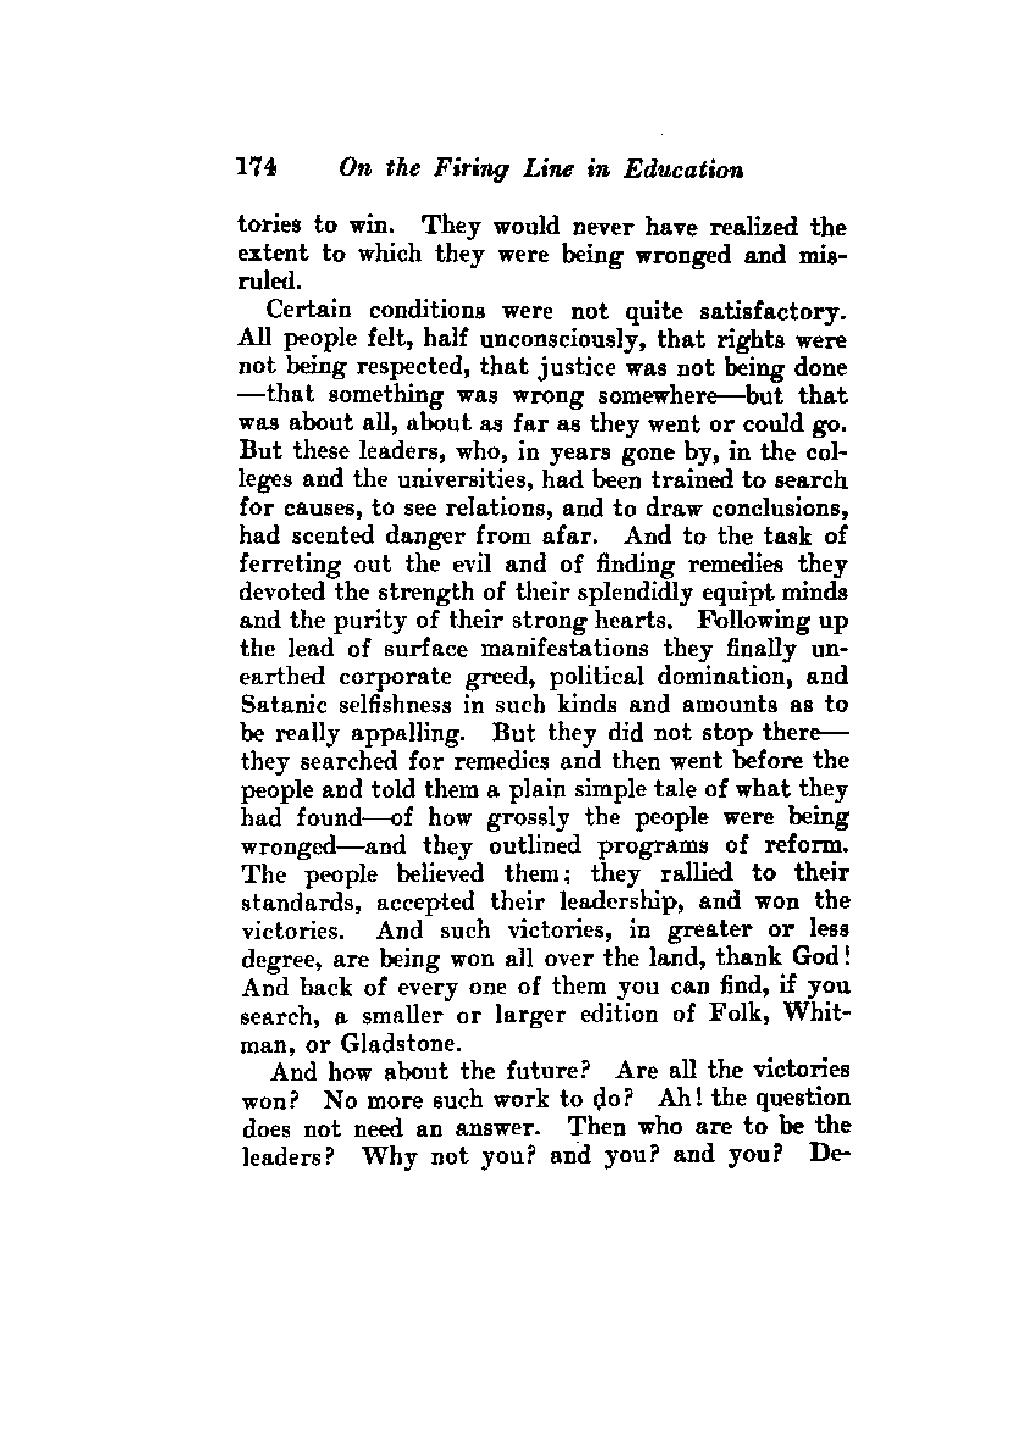 174 On the Firing Line in Education
tories to win. They would never have realized the
extent to which they were being wronged and mis-
ruled.
Certain conditions were not quite satisfactory.
All people felt, half unconsciously, that rights were
not being respected, that justice was not being done
—that something was wrong somewhere—but that
was about all, about as far as they went or could go.
But these leaders, who, in years gone by, in the col-
leges and the universities, had been trained to search
for causes, to see relations, and to draw conclusions,
had scented danger from afar. And to the task of
ferreting out the evil and of finding remedies they
devoted the strength of their splendidly equipt minds
and the purity of their strong hearts. Following up
the lead of surface manifestations they finally un-
earthed corporate greed, political domination, and
Satanic selfishness in such kinds and amounts as to
be really appalling. But they did not stop there—
they searched for remedies and then went before the
people and told them a plain simple tale of what they
had found—of how grossly the people were being
wronged—and they outlined programs of reform.
The people believed them; they rallied to their
standards, accepted their leadership, and won the
victories. And such victories, in greater or less
degree, are being won all over the land, thank God!
And back of every one of them you can find, if you
search, a smaller or larger edition of Folk, Whit-
man, or Gladstone.
And how about the future? Are all the victories
won? No more such work to do? Ah! the question
does not need an answer. Then who are to be the
leaders? Why not you? and you? and you? De-